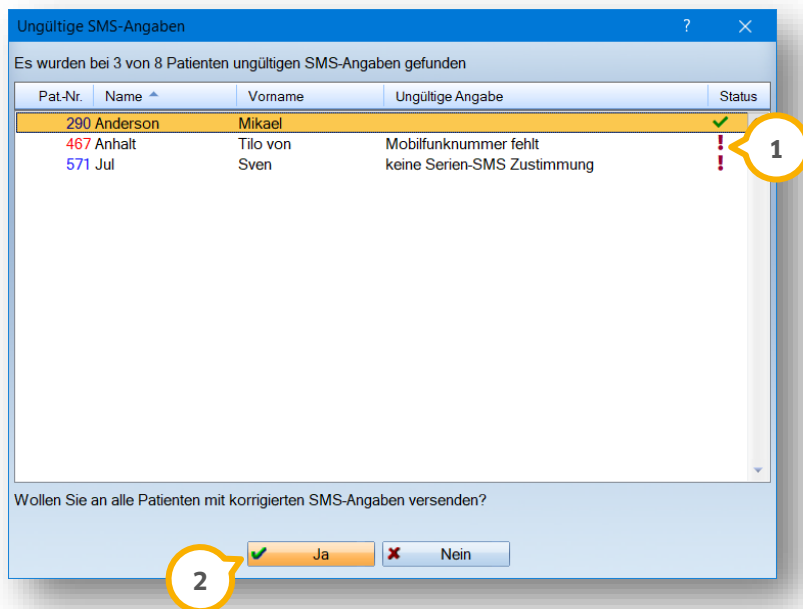 Ungültige SMS-Angaben ? ×
Es wurden bei 3 von 8 Patienten ungültigen SMS-Angaben gefunden
Pat.-Nr. Name Vorname Ungültige Angabe Status
290 Anderson Mikael
467 Anhalt Tilo von Mobilfunknummer fehlt !
571 Jul Sven keine Serien-SMS Zustimmung !
1
Wollen Sie an alle Patienten mit korrigierten SMS-Angaben versenden?
Ja Nein
2